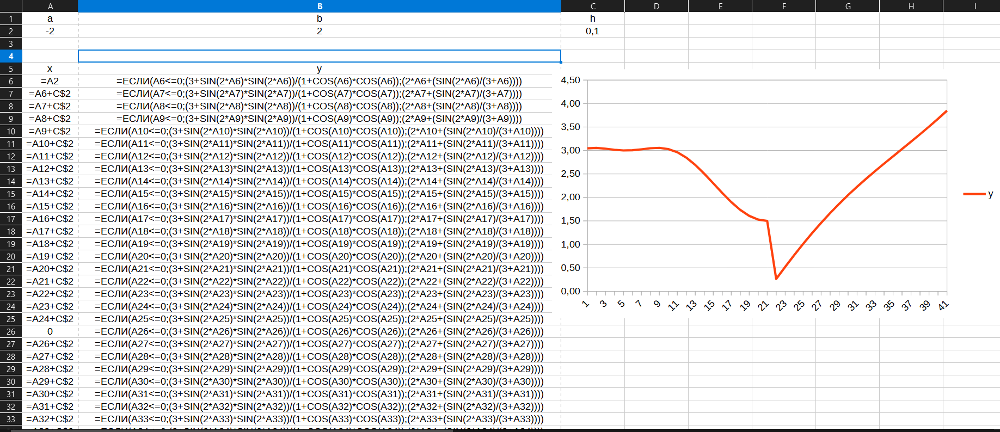 A B C D E F G H I
1 a b h
2 -2 2 0,1
3
4
5 x y
6 =A2 =ЕСЛИ(A6<=0;(3+SIN(2*A6)*SIN(2*A6))/(1+COS(A6)*COS(A6));(2*A6+(SIN(2*A6)/(3+A6))))
7 =A6+C$2 =ЕСЛИ(A7<=0;(3+SIN(2*A7)*SIN(2*A7))/(1+COS(A7)*COS(A7));(2*A7+(SIN(2*A7)/(3+A7))))
8 =A7+C$2 =ЕСЛИ(A8<=0;(3+SIN(2*A8)*SIN(2*A8))/(1+COS(A8)*COS(A8));(2*A8+(SIN(2*A8)/(3+A8))))
9 =A8+C$2 =ЕСЛИ(A9<=0;(3+SIN(2*A9)*SIN(2*A9))/(1+COS(A9)*COS(A9));(2*A9+(SIN(2*A9)/(3+A9))))
10 =A9+C$2 =ЕСЛИ(A10<=0;(3+SIN(2*A10)*SIN(2*A10))/(1+COS(A10)*COS(A10));(2*A10+(SIN(2*A10)/(3+A10))))
11 =A10+C$2 =ЕСЛИ(A11<=0;(3+SIN(2*A11)*SIN(2*A11))/(1+COS(A11)*COS(A11));(2*A11+(SIN(2*A11)/(3+A11))))
12 =A11+C$2 =ЕСЛИ(A12<=0;(3+SIN(2*A12)*SIN(2*A12))/(1+COS(A12)*COS(A12));(2*A12+(SIN(2*A12)/(3+A12))))
13 =A12+C$2 =ЕСЛИ(A13<=0;(3+SIN(2*A13)*SIN(2*A13))/(1+COS(A13)*COS(A13));(2*A13+(SIN(2*A13)/(3+A13))))
14 =A13+C$2 =ЕСЛИ(A14<=0;(3+SIN(2*A14)*SIN(2*A14))/(1+COS(A14)*COS(A14));(2*A14+(SIN(2*A14)/(3+A14))))
15 =A14+C$2 =ЕСЛИ(A15<=0;(3+SIN(2*A15)*SIN(2*A15))/(1+COS(A15)*COS(A15));(2*A15+(SIN(2*A15)/(3+A15))))
16 =A15+C$2 =ЕСЛИ(A16<=0;(3+SIN(2*A16)*SIN(2*A16))/(1+COS(A16)*COS(A16));(2*A16+(SIN(2*A16)/(3+A16))))
17 =A16+C$2 =ЕСЛИ(A17<=0;(3+SIN(2*A17)*SIN(2*A17))/(1+COS(A17)*COS(A17));(2*A17+(SIN(2*A17)/(3+A17))))
18 =A17+C$2 =ЕСЛИ(A18<=0;(3+SIN(2*A18)*SIN(2*A18))/(1+COS(A18)*COS(A18));(2*A18+(SIN(2*A18)/(3+A18))))
19 =A18+C$2 =ЕСЛИ(A19<=0;(3+SIN(2*A19)*SIN(2*A19))/(1+COS(A19)*COS(A19));(2*A19+(SIN(2*A19)/(3+A19))))
20 =A19+C$2 =ЕСЛИ(A20<=0;(3+SIN(2*A20)*SIN(2*A20))/(1+COS(A20)*COS(A20));(2*A20+(SIN(2*A20)/(3+A20))))
21 =A20+C$2 =ЕСЛИ(A21<=0;(3+SIN(2*A21)*SIN(2*A21))/(1+COS(A21)*COS(A21));(2*A21+(SIN(2*A21)/(3+A21))))
22 =A21+C$2 =ЕСЛИ(A22<=0;(3+SIN(2*A22)*SIN(2*A22))/(1+COS(A22)*COS(A22));(2*A22+(SIN(2*A22)/(3+A22))))
23 =A22+C$2 =ЕСЛИ(A23<=0;(3+SIN(2*A23)*SIN(2*A23))/(1+COS(A23)*COS(A23));(2*A23+(SIN(2*A23)/(3+A23))))
24 =A23+C$2 =ЕСЛИ(A24<=0;(3+SIN(2*A24)*SIN(2*A24))/(1+COS(A24)*COS(A24));(2*A24+(SIN(2*A24)/(3+A24))))
25 =A24+C$2 =ЕСЛИ(A25<=0;(3+SIN(2*A25)*SIN(2*A25))/(1+COS(A25)*COS(A25));(2*A25+(SIN(2*A25)/(3+A25))))
26 0 =ЕСЛИ(A26<=0;(3+SIN(2*A26)*SIN(2*A26))/(1+COS(A26)*COS(A26));(2*A26+(SIN(2*A26)/(3+A26))))
27 =A26+C$2 =ЕСЛИ(A27<=0;(3+SIN(2*A27)*SIN(2*A27))/(1+COS(A27)*COS(A27));(2*A27+(SIN(2*A27)/(3+A27))))
28 =A27+C$2 =ЕСЛИ(A28<=0;(3+SIN(2*A28)*SIN(2*A28))/(1+COS(A28)*COS(A28));(2*A28+(SIN(2*A28)/(3+A28))))
29 =A28+C$2 =ЕСЛИ(A29<=0;(3+SIN(2*A29)*SIN(2*A29))/(1+COS(A29)*COS(A29));(2*A29+(SIN(2*A29)/(3+A29))))
30 =A29+C$2 =ЕСЛИ(A30<=0;(3+SIN(2*A30)*SIN(2*A30))/(1+COS(A30)*COS(A30));(2*A30+(SIN(2*A30)/(3+A30))))
31 =A30+C$2 =ЕСЛИ(A31<=0;(3+SIN(2*A31)*SIN(2*A31))/(1+COS(A31)*COS(A31));(2*A31+(SIN(2*A31)/(3+A31))))
32 =A31+C$2 =ЕСЛИ(A32<=0;(3+SIN(2*A32)*SIN(2*A32))/(1+COS(A32)*COS(A32));(2*A32+(SIN(2*A32)/(3+A32))))
33 =A32+C$2 =ЕСЛИ(A33<=0;(3+SIN(2*A33)*SIN(2*A33))/(1+COS(A33)*COS(A33));(2*A33+(SIN(2*A33)/(3+A33))))
4,50
4,00
3,50
3,00
2,50
2,00
1,50
1,00
0,50
0,00
1 3 5 7 9 11 13 15 17 19 21 23 25 27 29 31 33 35 37 39 41
y